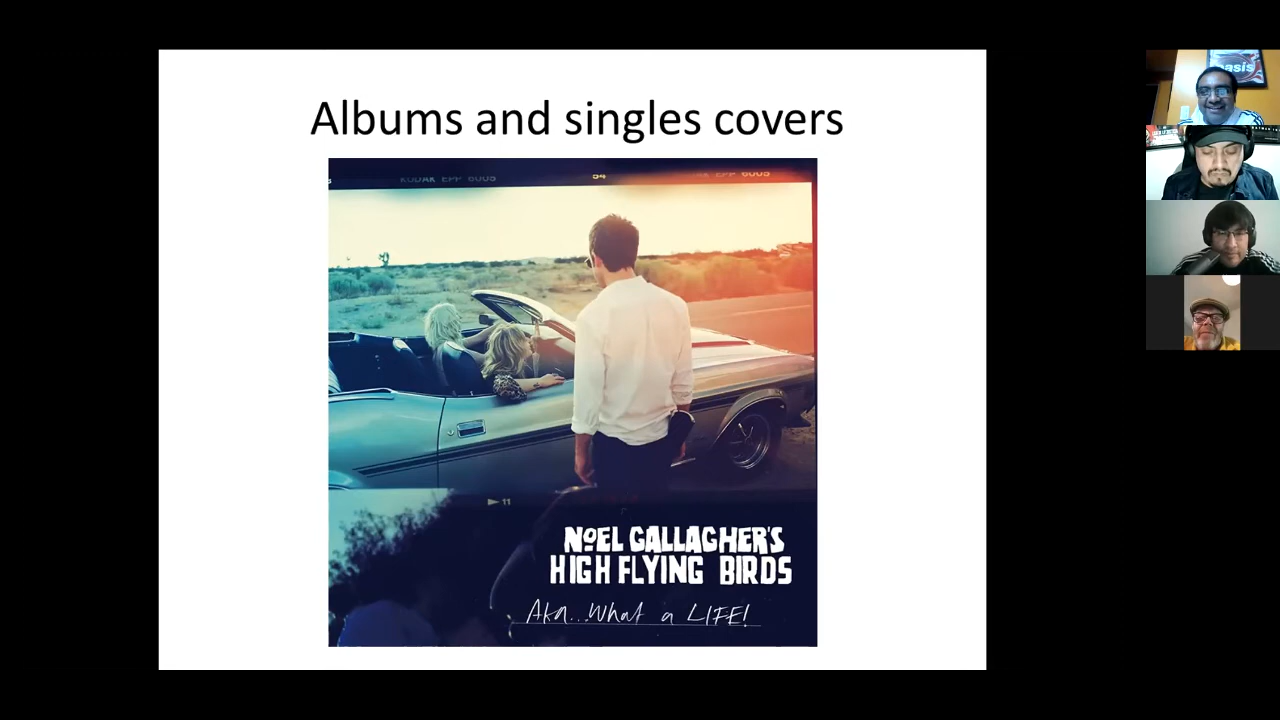 Albums and singles covers
KODAK EPP 6005
54
KODAK EPP 6005
11
NOEL GALLAGHER'S
HIGH FLYING BIRDS
AKA...What a LIFE!
oasis